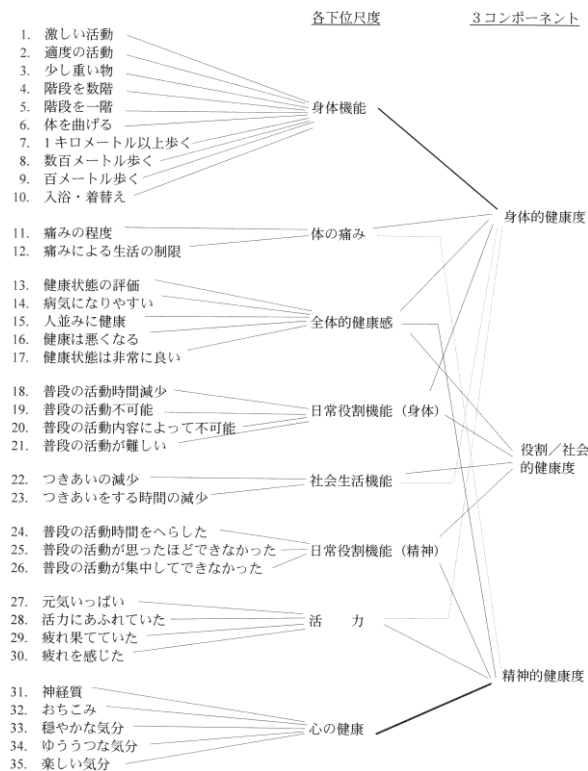 各下位尺度
3コンポーネント
1. 激しい活動
2. 適度の活動
3. 少し重い物
4. 階段を数階
5. 階段を一階
6. 体を曲げる
7. 1キロメートル以上歩く
8. 数百メートル歩く
9. 百メートル歩く
10. 入浴・着替え
身体機能
11. 痛みの程度
12. 痛みによる生活の制限
体の痛み
13. 健康状態の評価
14. 病気になりやすい
15. 人並みに健康
16. 健康は悪くなる
17. 健康状態は非常に良い
全体的健康感
18. 普段の活動時間減少
19. 普段の活動不可能
20. 普段の活動内容によって不可能
21. 普段の活動が難しい
日常役割機能（身体）
22. つきあいの減少
23. つきあいをする時間の減少
社会生活機能
24. 普段の活動時間をへらした
25. 普段の活動が思ったほどできなかった
26. 普段の活動が集中してできなかった
日常役割機能（精神）
27. 元気いっぱい
28. 活力にあふれていた
29. 疲れ果てていた
30. 疲れを感じた
活　力
31. 神経質
32. おちこみ
33. 穏やかな気分
34. ゆううつな気分
35. 楽しい気分
心の健康
身体的健康度
役割／社会
的健康度
精神的健康度